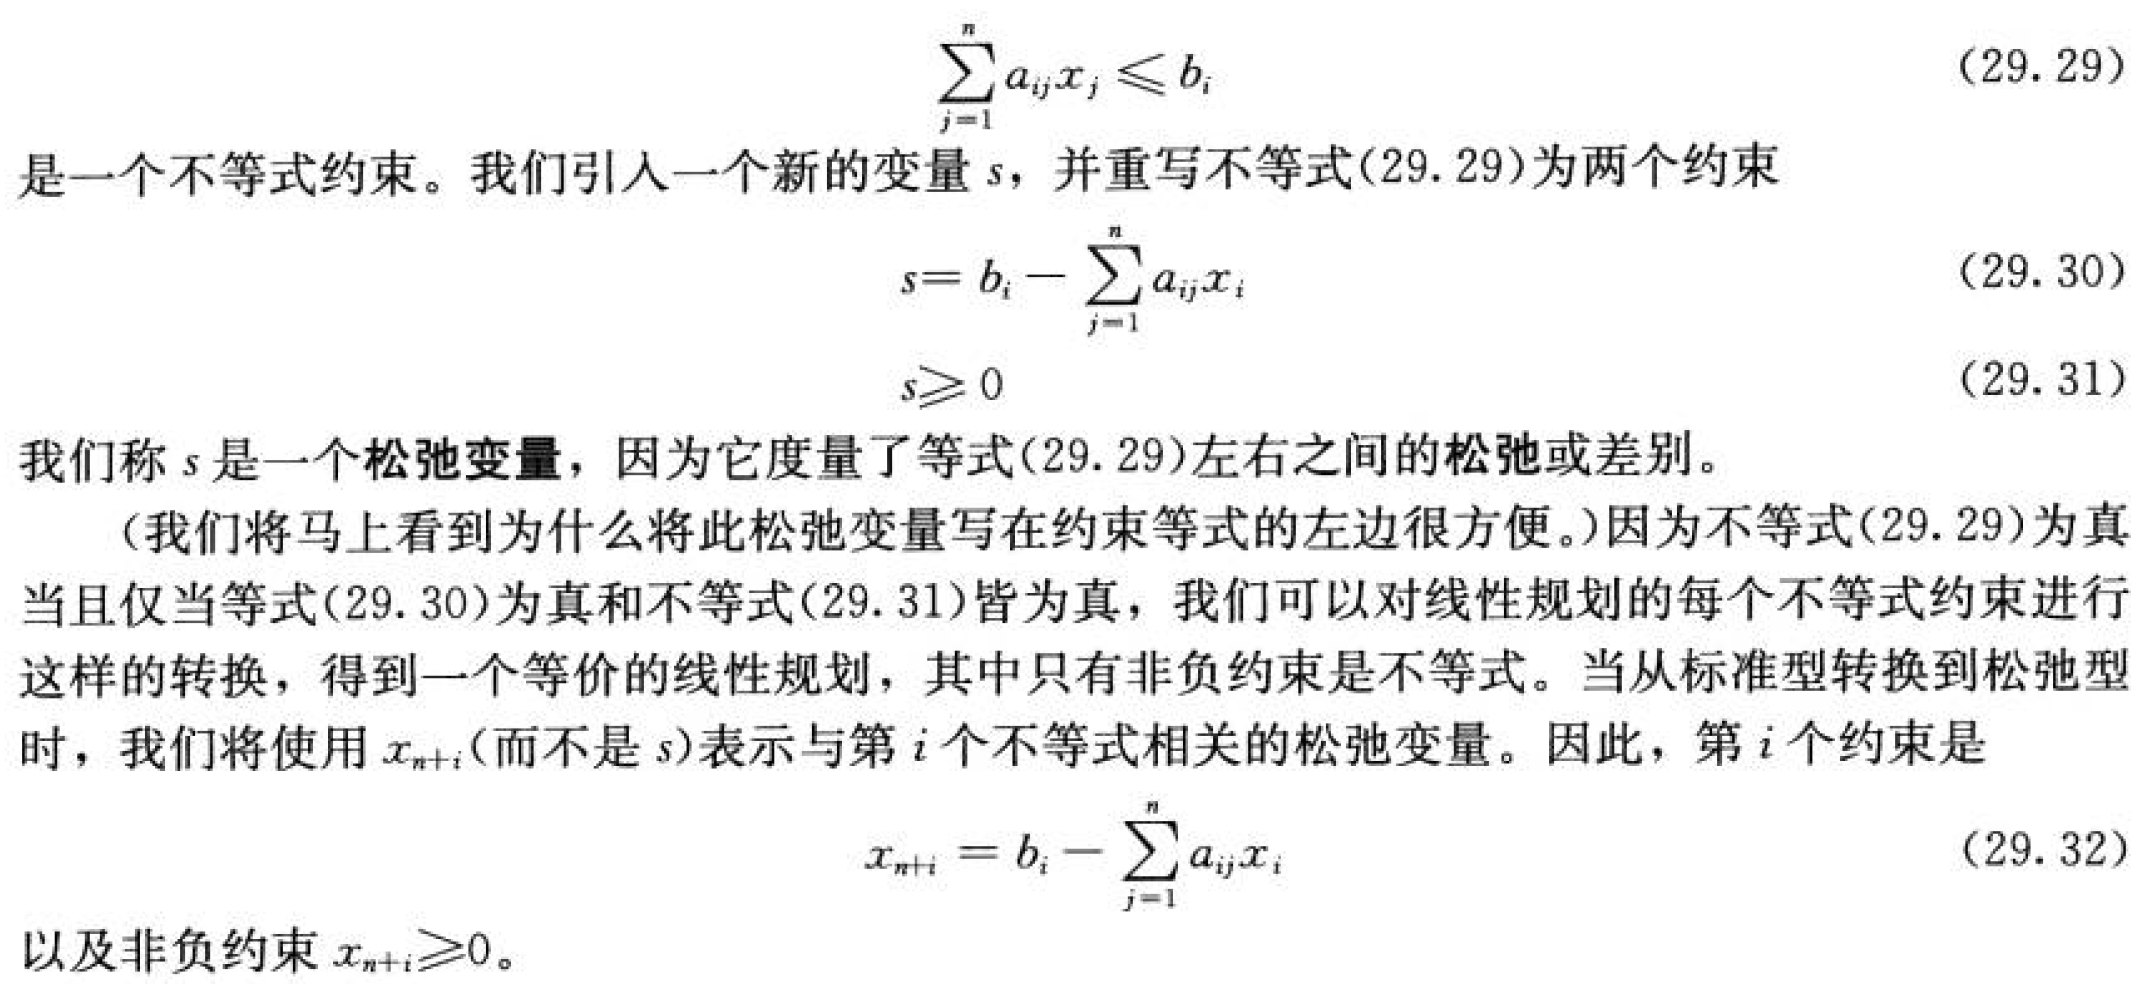 $$\sum_{j=1}^{n} a_{ij}x_j \leqslant b_i$$ (29.29)
是一个不等式约束。我们引入一个新的变量 s，并重写不等式(29.29)为两个约束
$$s = b_i - \sum_{j=1}^{n} a_{ij}x_i$$ (29.30)
$$s \geqslant 0$$ (29.31)
我们称 s 是一个松弛变量，因为它度量了等式(29.29)左右之间的松弛或差别。
（我们将马上看到为什么将此松弛变量写在约束等式的左边很方便。）因为不等式(29.29)为真
当且仅当等式(29.30)为真和不等式(29.31)皆为真，我们可以对线性规划的每个不等式约束进行
这样的转换，得到一个等价的线性规划，其中只有非负约束是不等式。当从标准型转换到松弛型
时，我们将使用 $x_{n+i}$(而不是 s)表示与第 i 个不等式相关的松弛变量。因此，第 i 个约束是
$$x_{n+i} = b_i - \sum_{j=1}^{n} a_{ij}x_i$$ (29.32)
以及非负约束 $x_{n+i} \geqslant 0$。